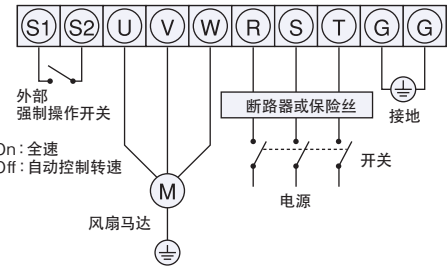 S1 S2 U V W R S T G G
外部
强制操作开关
On：全速
Off：自动控制转速
断路器或保险丝
接地
开关
电源
M
风扇马达